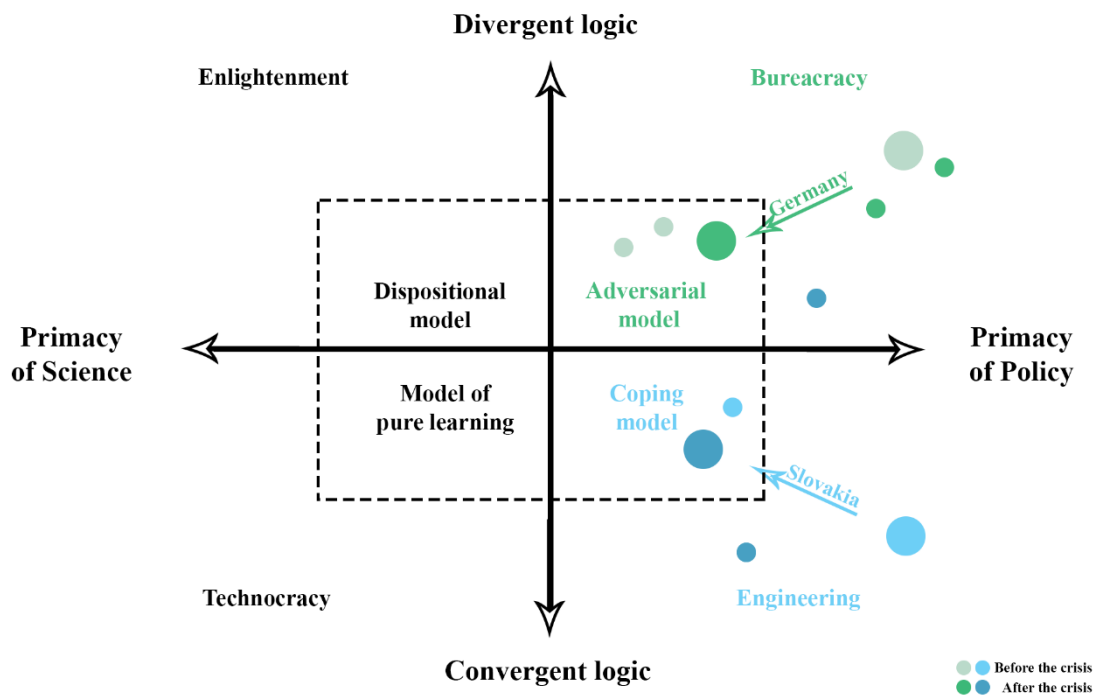 Divergent logic
Enlightenment
Bureacracy
Germany
Dispositional
model
Adversarial
model
Primacy
of Science
Primacy
of Policy
Model of
pure learning
Coping
model
Slovakia
Technocracy
Engineering
Convergent logic
Before the crisis
After the crisis